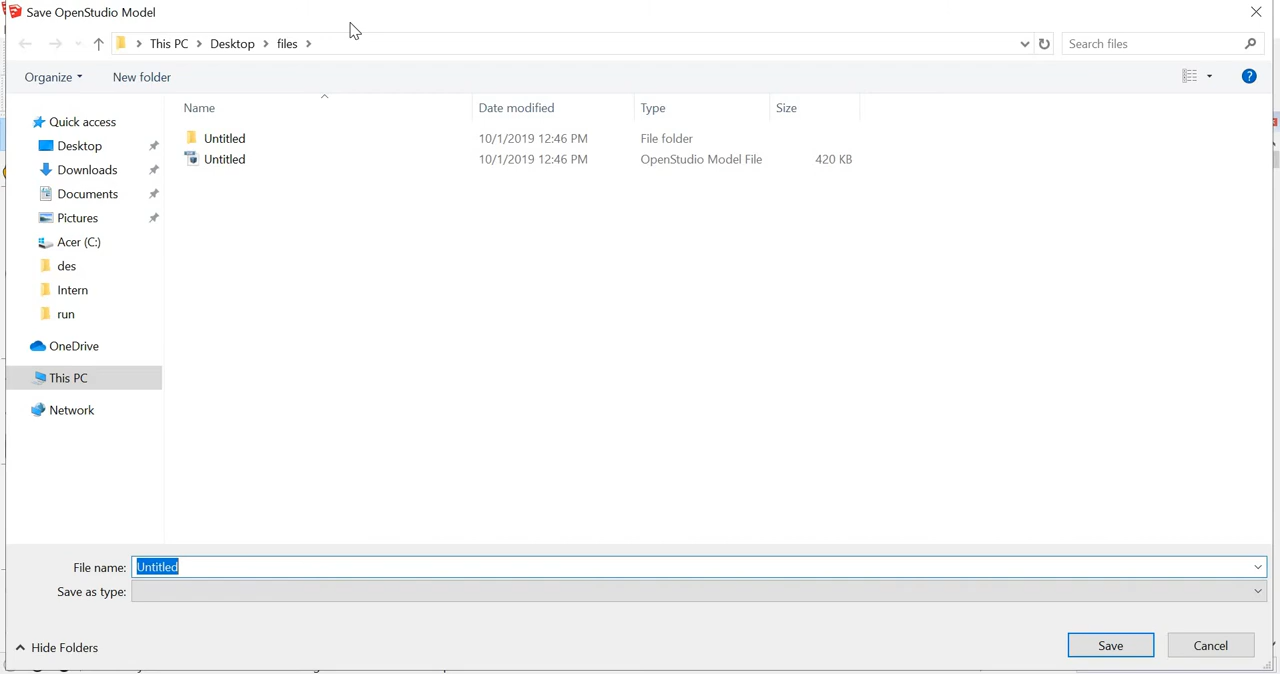 Save OpenStudio Model
This PC Desktop files
Search files
Organize New folder
Name Date modified Type Size
Untitled 10/1/2019 12:46 PM File folder
Untitled 10/1/2019 12:46 PM OpenStudio Model File 420 KB
Quick access
Desktop
Downloads
Documents
Pictures
Acer (C:)
des
Intern
run
OneDrive
This PC
Network
File name: Untitled
Save as type:
Hide Folders Save Cancel